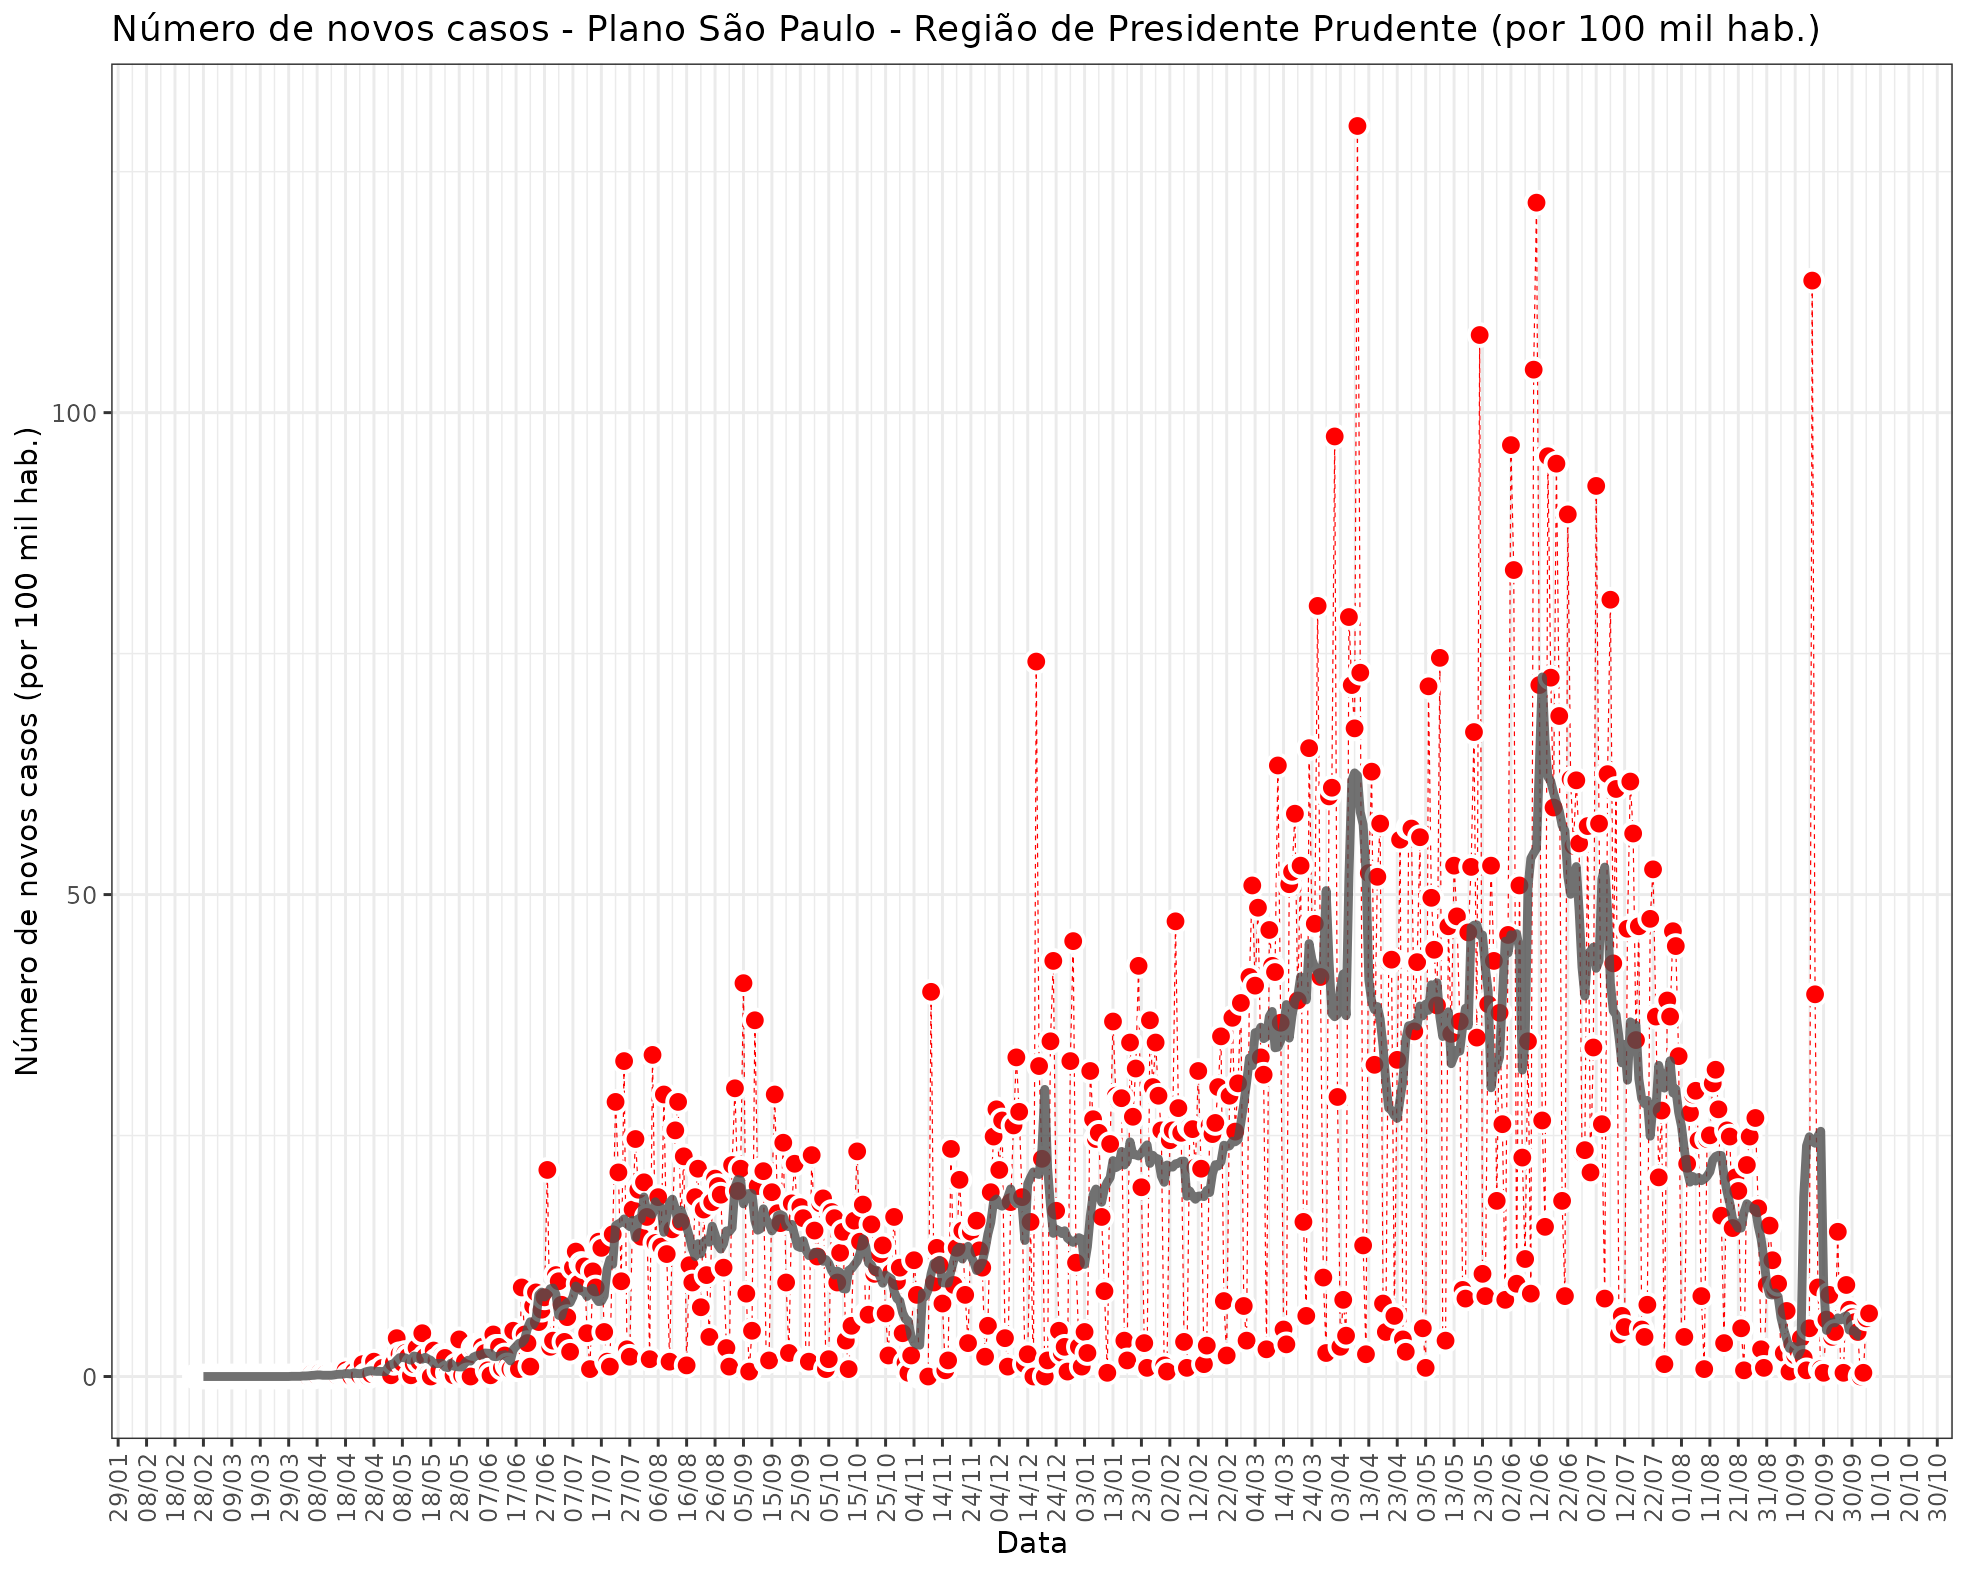 Número de novos casos - Plano São Paulo - Região de Presidente Prudente (por 100 mil hab.)
Número de novos casos (por 100 mil hab.)
100
50
0
29/01 08/02 18/02 28/02 09/03 19/03 29/03 08/04 18/04 28/04 08/05 18/05 28/05 07/06 17/06 27/06 07/07 17/07 27/07 06/08 16/08 26/08 05/09 15/09 25/09 05/10 15/10 25/10 04/11 14/11 24/11 04/12 14/12 24/12 03/01 13/01 23/01 02/02 12/02 22/02 04/03 14/03 24/03 03/04 13/04 23/04 03/05 13/05 23/05 02/06 12/06 22/06 02/07 12/07 22/07 01/08 11/08 21/08 31/08 10/09 20/09 30/09 10/10 20/10 30/10
Data